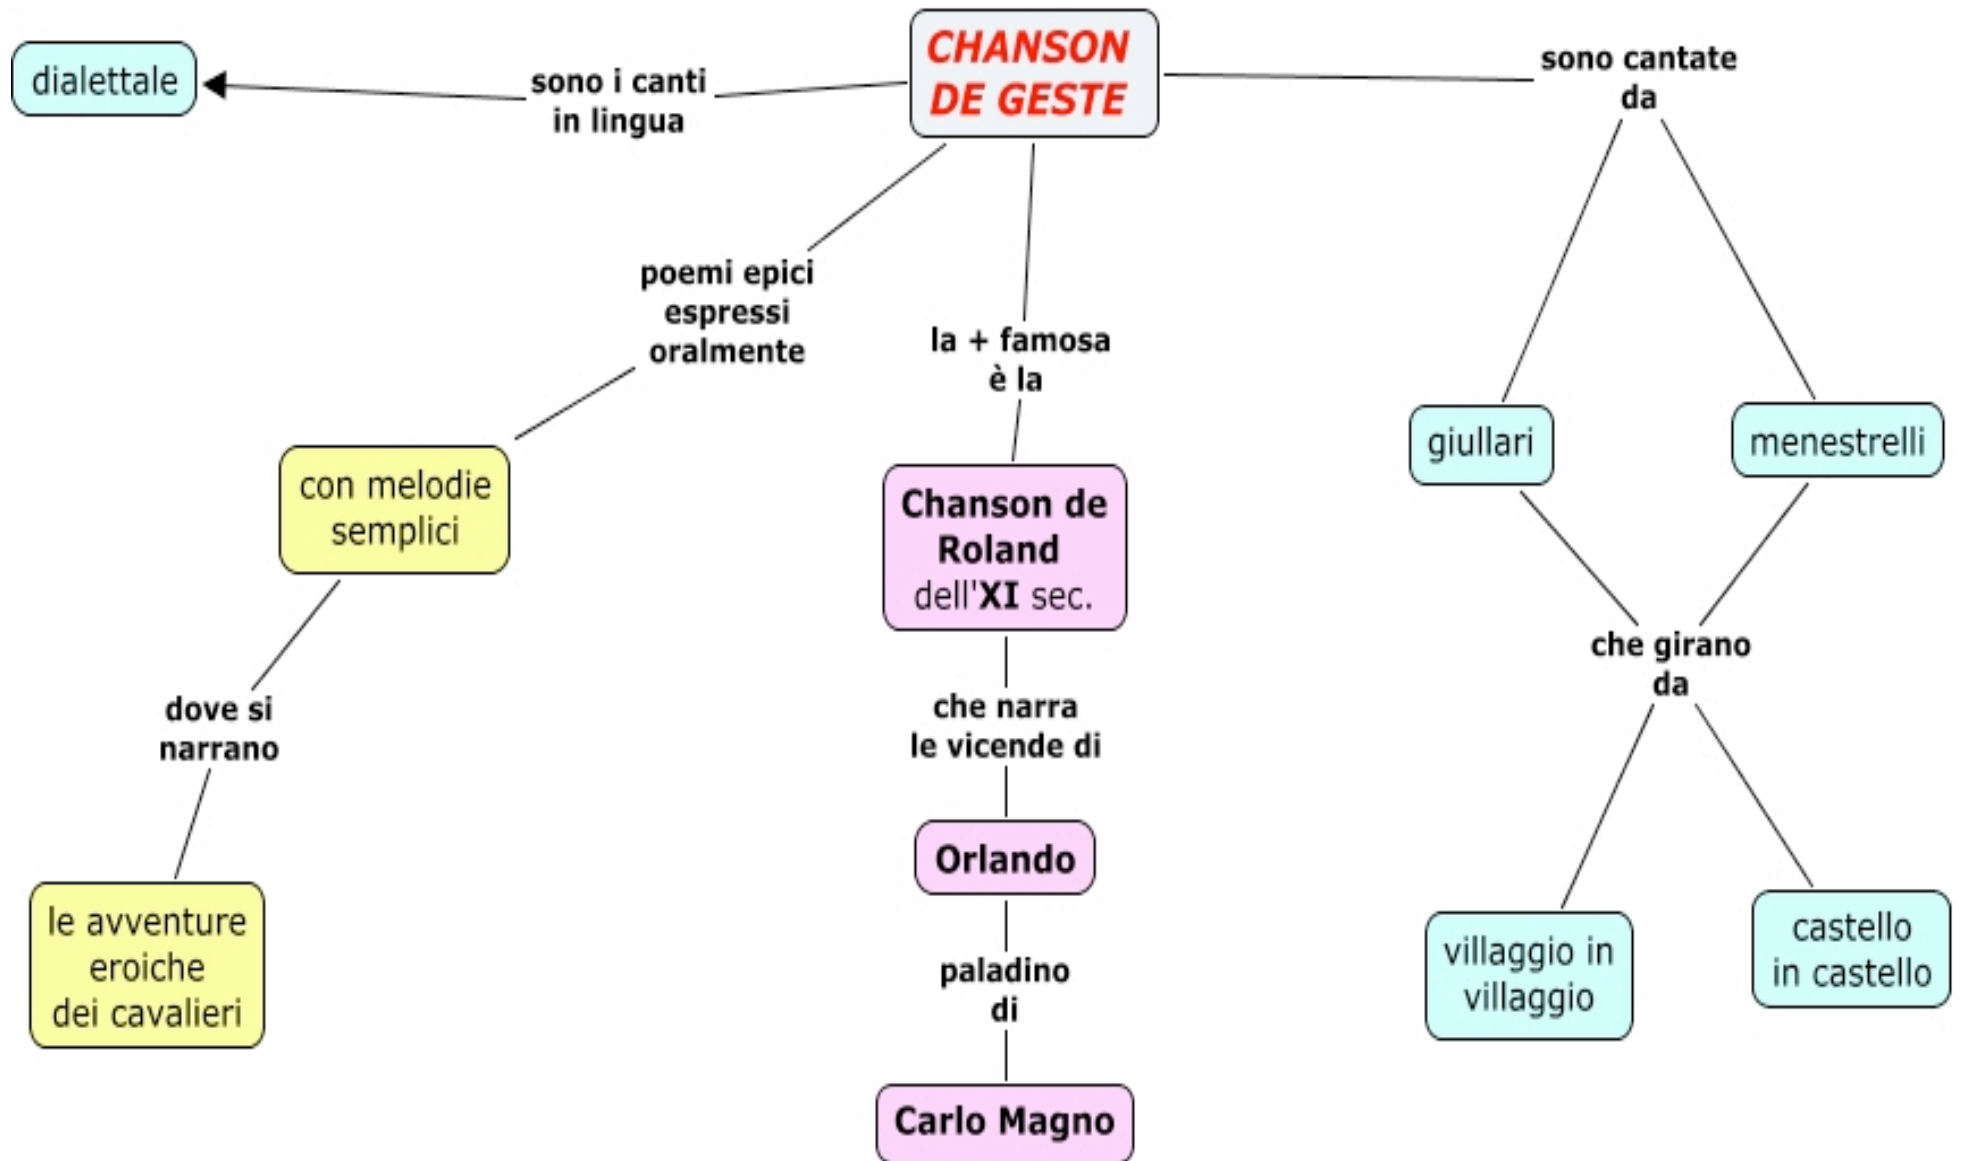 CHANSON
DE GESTE
dialettale
sono i canti
in lingua
sono cantate
da
poemi epici
espressi
oralmente
la + famosa
è la
giullari
menestrelli
con melodie
semplici
Chanson de
Roland
dell'XI sec.
che girano
da
dove si
narrano
che narra
le vicende di
Orlando
le avventure
eroiche
dei cavalieri
villaggio in
villaggio
castello
in castello
paladino
di
Carlo Magno